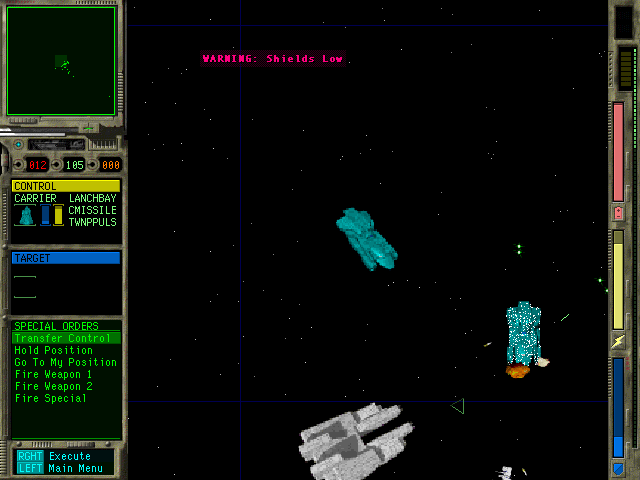 WARNING: Shields Low
012 105 000
CONTROL
CARRIER LANCHBAY
CMISSILE
TWNPPULS
TARGET
SPECIAL ORDERS
Transfer Control
Hold Position
Go To My Position
Fire Weapon 1
Fire Weapon 2
Fire Special
RGHT Execute
LEFT Main Menu